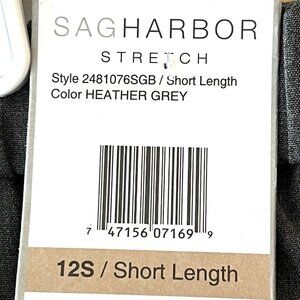 SAGHARBOR
STRETCH
Style 2481076SGB / Short Length
Color HEATHER GREY
7 47156 07169 9
12S / Short Length